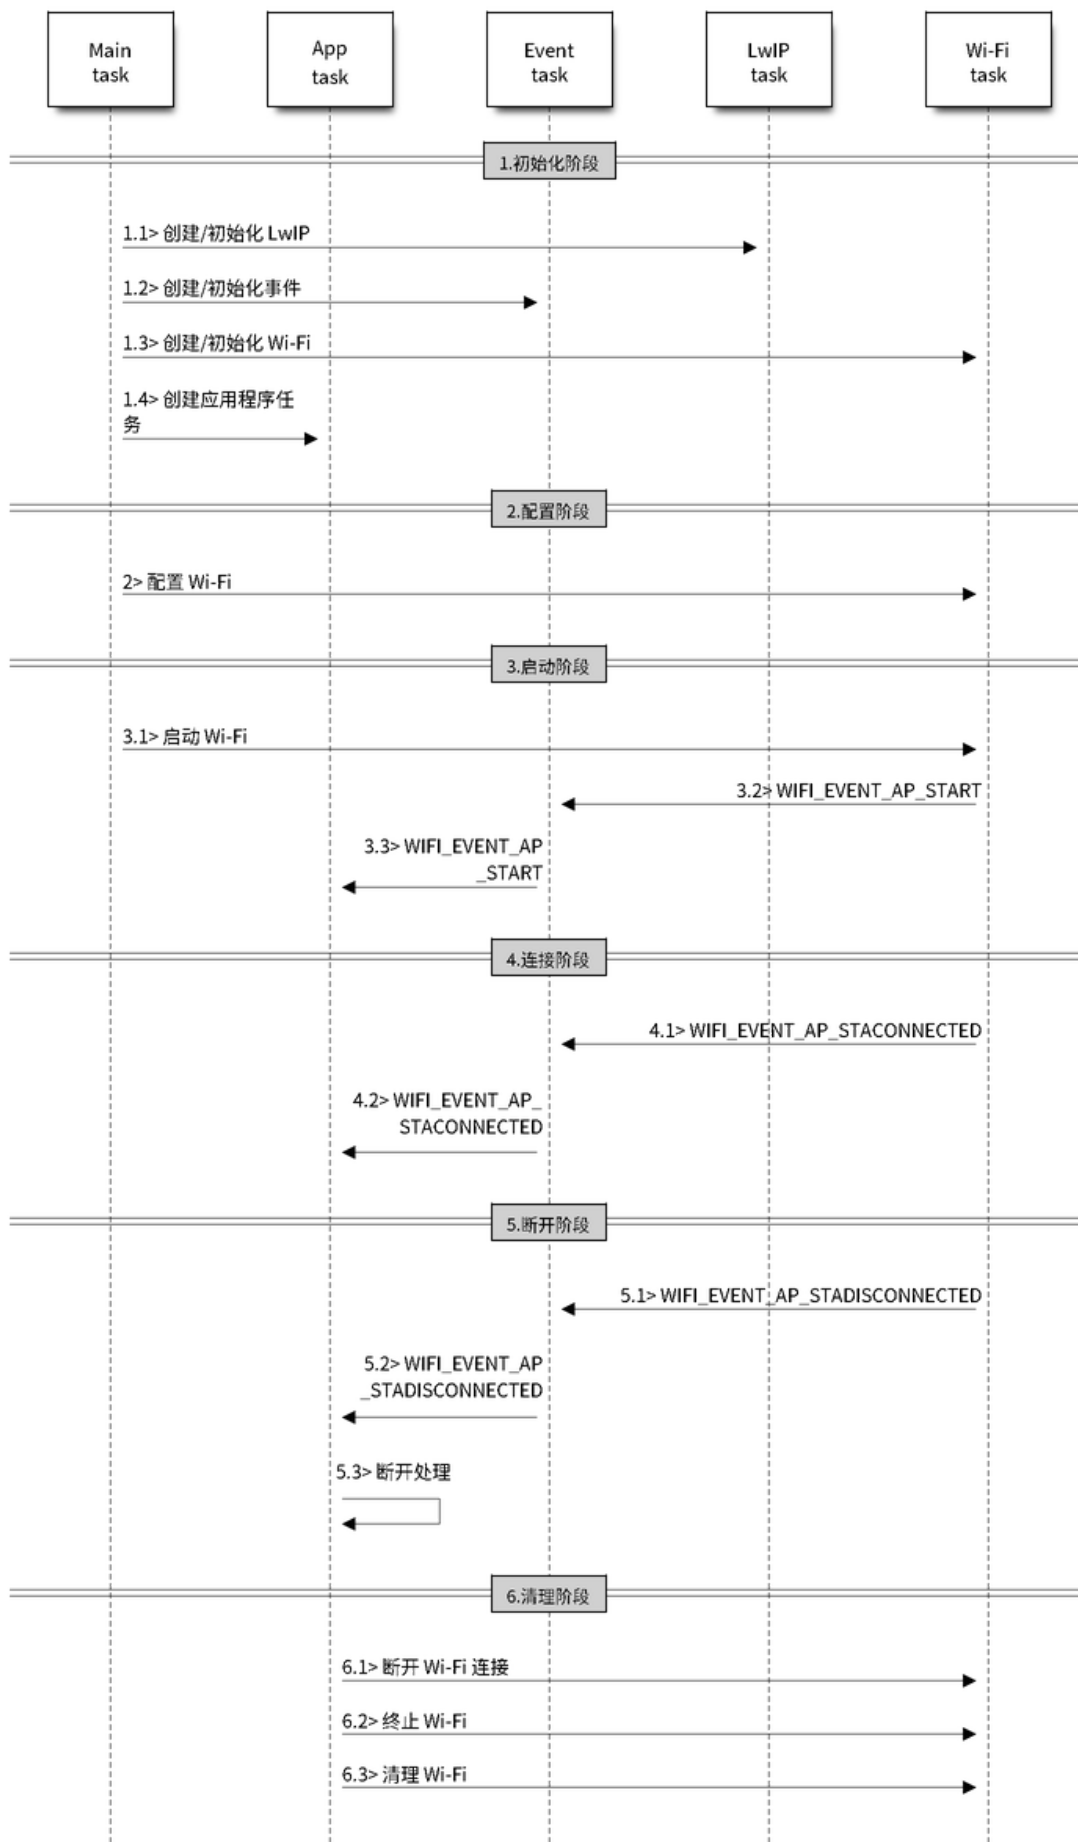 Main
task
App
task
Event
task
LwIP
task
Wi-Fi
task
1.初始化阶段
1.1> 创建/初始化 LwIP
1.2> 创建/初始化事件
1.3> 创建/初始化 Wi-Fi
1.4> 创建应用程序任
务
2.配置阶段
2> 配置 Wi-Fi
3.启动阶段
3.1> 启动 Wi-Fi
3.2> WIFI_EVENT_AP_START
3.3> WIFI_EVENT_AP
_START
4.连接阶段
4.1> WIFI_EVENT_AP_STACONNECTED
4.2> WIFI_EVENT_AP_
STACONNECTED
5.断开阶段
5.1> WIFI_EVENT_AP_STADISCONNECTED
5.2> WIFI_EVENT_AP
_STADISCONNECTED
5.3> 断开处理
6.清理阶段
6.1> 断开 Wi-Fi 连接
6.2> 终止 Wi-Fi
6.3> 清理 Wi-Fi